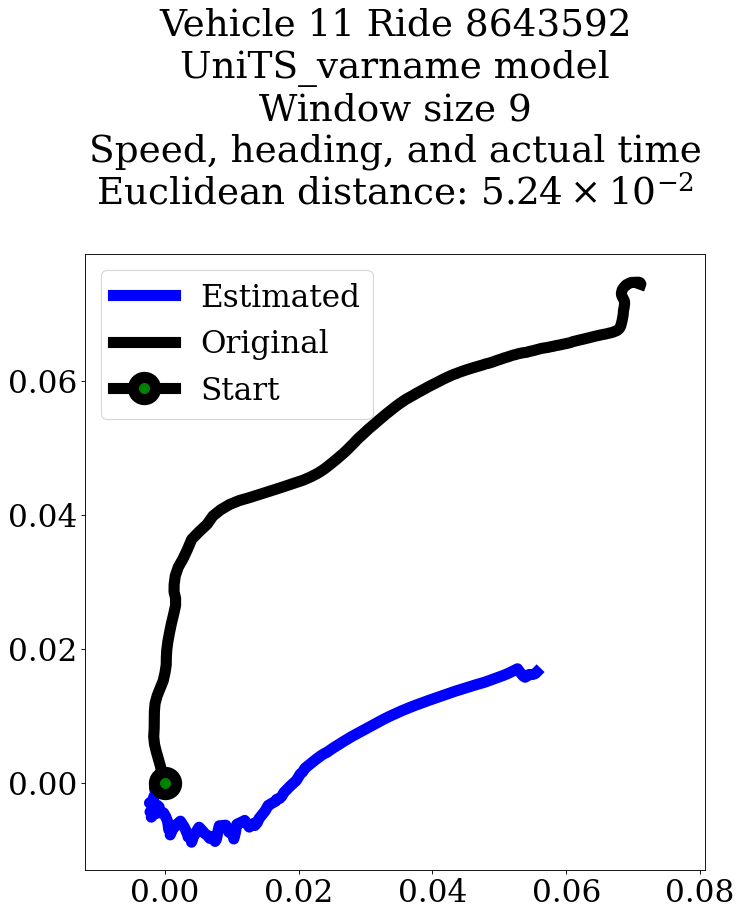 Vehicle 11 Ride 8643592
UniTS_varname model
Window size 9
Speed, heading, and actual time
Euclidean distance: 5.24 × 10⁻²
Estimated
Original
Start
0.06
0.04
0.02
0.00
0.00 0.02 0.04 0.06 0.08